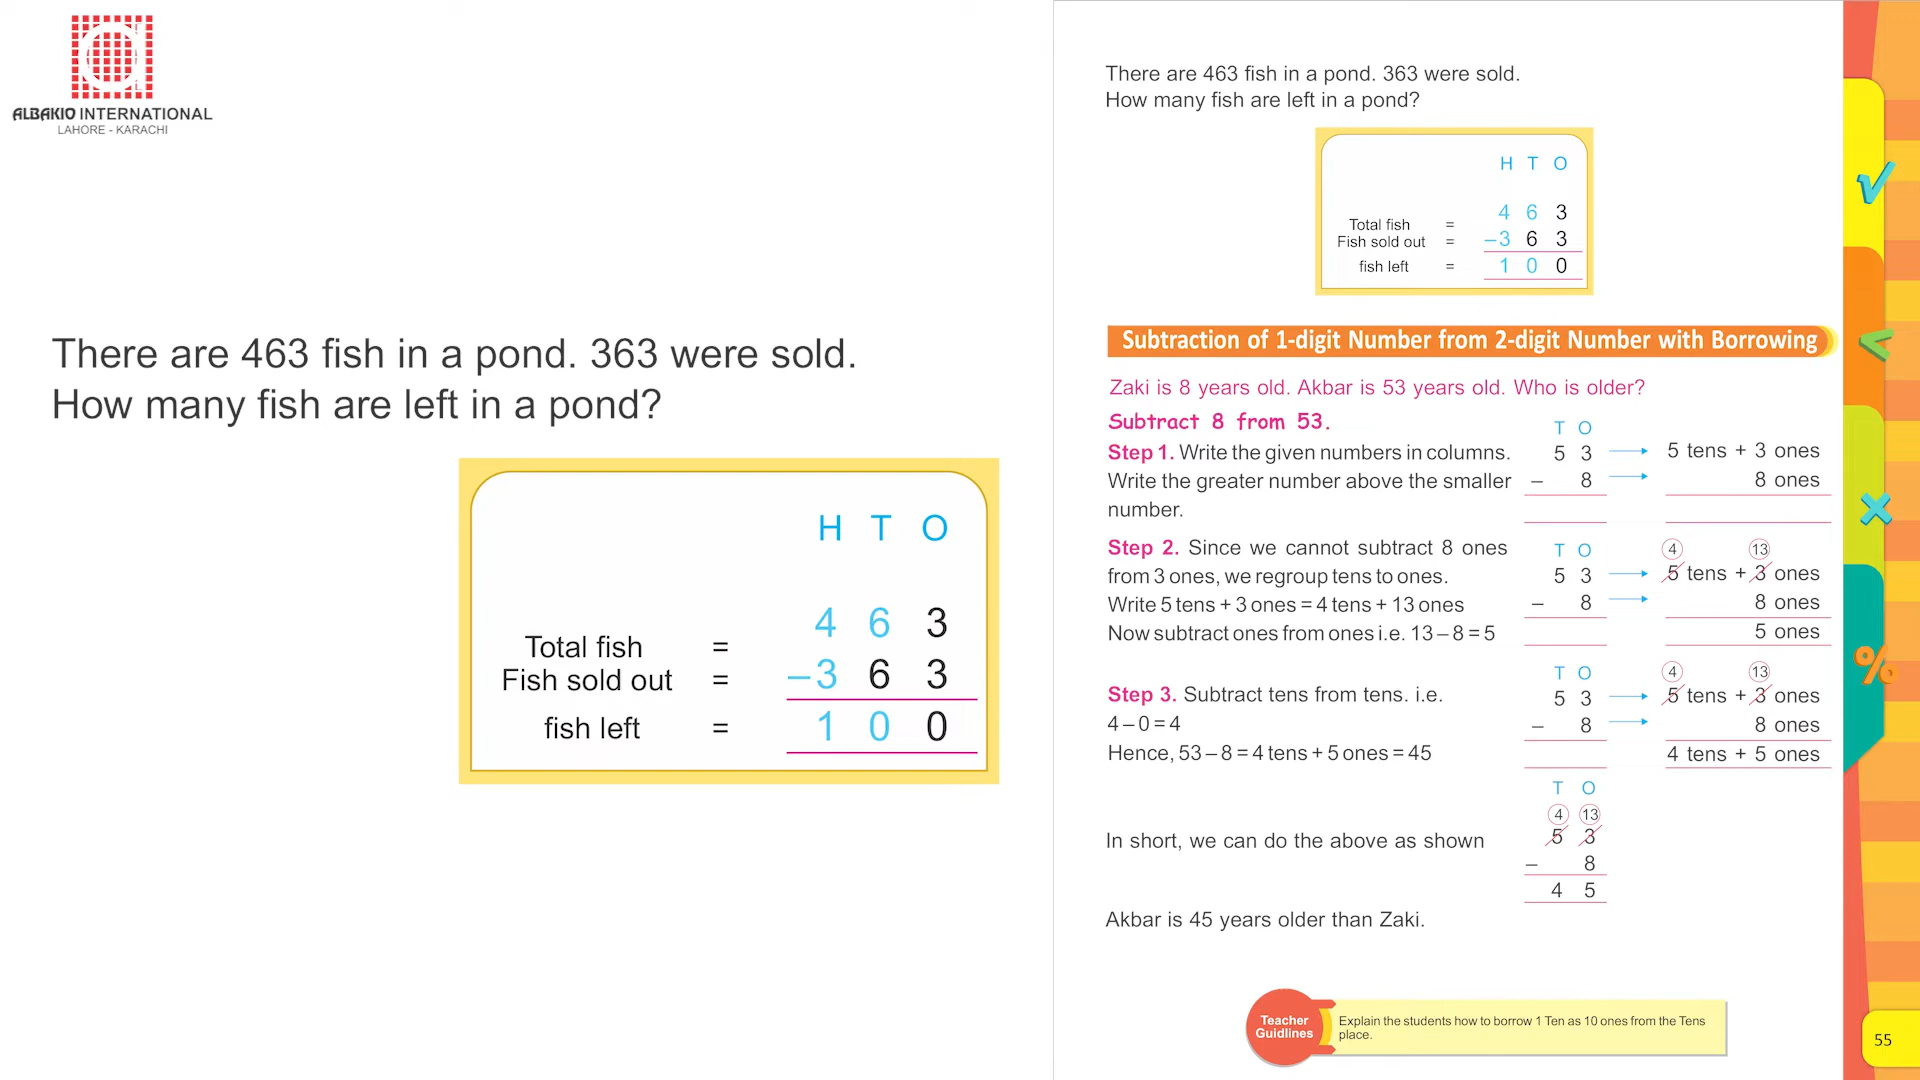 ALBAKIO INTERNATIONAL
LAHORE - KARACHI
There are 463 fish in a pond. 363 were sold.
How many fish are left in a pond?
H T O
4 6 3
Total fish =
–3 6 3
Fish sold out =
1 0 0
fish left =
There are 463 fish in a pond. 363 were sold.
How many fish are left in a pond?
H T O
4 6 3
Total fish =
–3 6 3
Fish sold out =
fish left = 1 0 0
Subtraction of 1-digit Number from 2-digit Number with Borrowing
Zaki is 8 years old. Akbar is 53 years old. Who is older?
Subtract 8 from 53.
T O
Step 1. Write the given numbers in columns.
5 3 5 tens + 3 ones
Write the greater number above the smaller
– 8 8 ones
number.
Step 2. Since we cannot subtract 8 ones
T O 4 13
from 3 ones, we regroup tens to ones.
5 3 5 tens + 3 ones
Write 5 tens + 3 ones = 4 tens + 13 ones
– 8 8 ones
Now subtract ones from ones i.e. 13 – 8 = 5
5 ones
T O 4 13
Step 3. Subtract tens from tens. i.e.
5 3 5 tens + 3 ones
4 – 0 = 4
– 8 8 ones
Hence, 53 – 8 = 4 tens + 5 ones = 45
4 tens + 5 ones
T O
4 13
5 3
In short, we can do the above as shown
– 8
4 5
Akbar is 45 years older than Zaki.
Teacher
Guidlines
Explain the students how to borrow 1 Ten as 10 ones from the Tens
place.
√
<
×
%
55